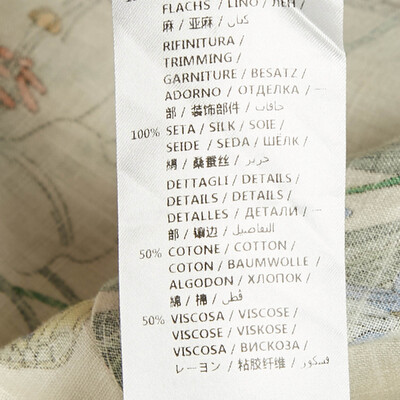 FLACHS / LINO / ЛЕН /
麻 / 亚麻 / كتان /
RIFINITURA /
TRIMMING /
GARNITURE / BESATZ /
ADORNO / ОТДЕЛКА / ---
部 / 装饰部件 / حافات /
100% SETA / SILK / SOIE /
SEIDE / SEDA / ШЁЛК /
絹 / 桑蚕丝 / حرير /
DETTAGLI / DETAILS /
DETAILS / DETAILS /
DETALLES / ДЕТАЛИ / ---
部 / 镶边 / التفاصيل /
50% COTONE / COTTON /
COTON / BAUMWOLLE /
ALGODON / ХЛОПОК /
綿 / 棉 / قطن /
50% VISCOSA / VISCOSE /
VISCOSE / VISKOSE /
VISCOSA / ВИСКОЗА /
レーヨン / 粘胶纤维 / فسكوز /